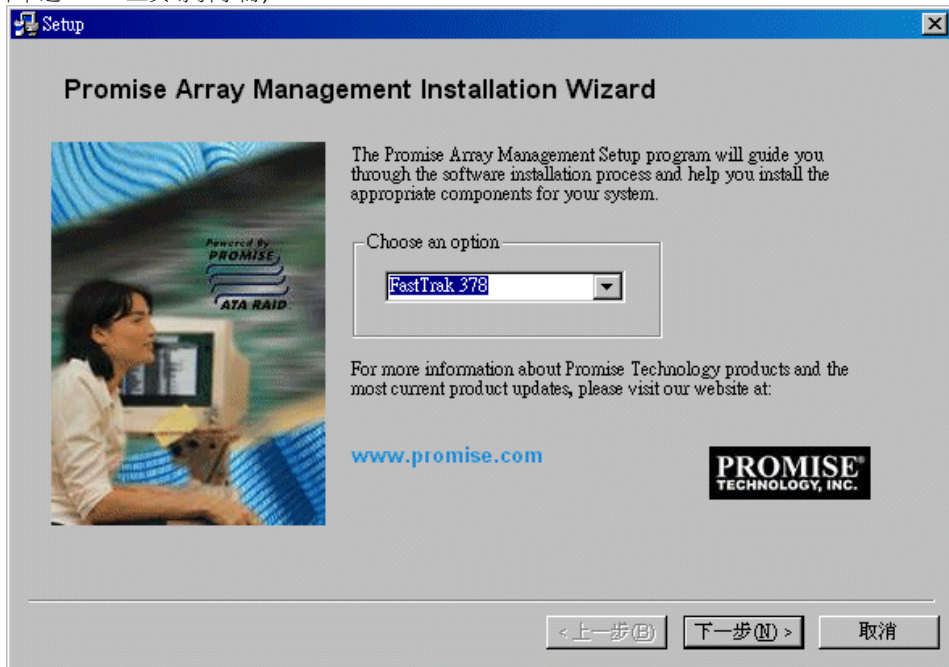 Setup
Promise Array Management Installation Wizard
The Promise Array Management Setup program will guide you
through the software installation process and help you install the
appropriate components for your system.
Powered By
PROMISE
ATA RAID
Choose an option
FastTrak 378
For more information about Promise Technology products and the
most current product updates, please visit our website at:
www.promise.com
PROMISE®
TECHNOLOGY, INC.
<上一步(B)
下一步(N) >
取消